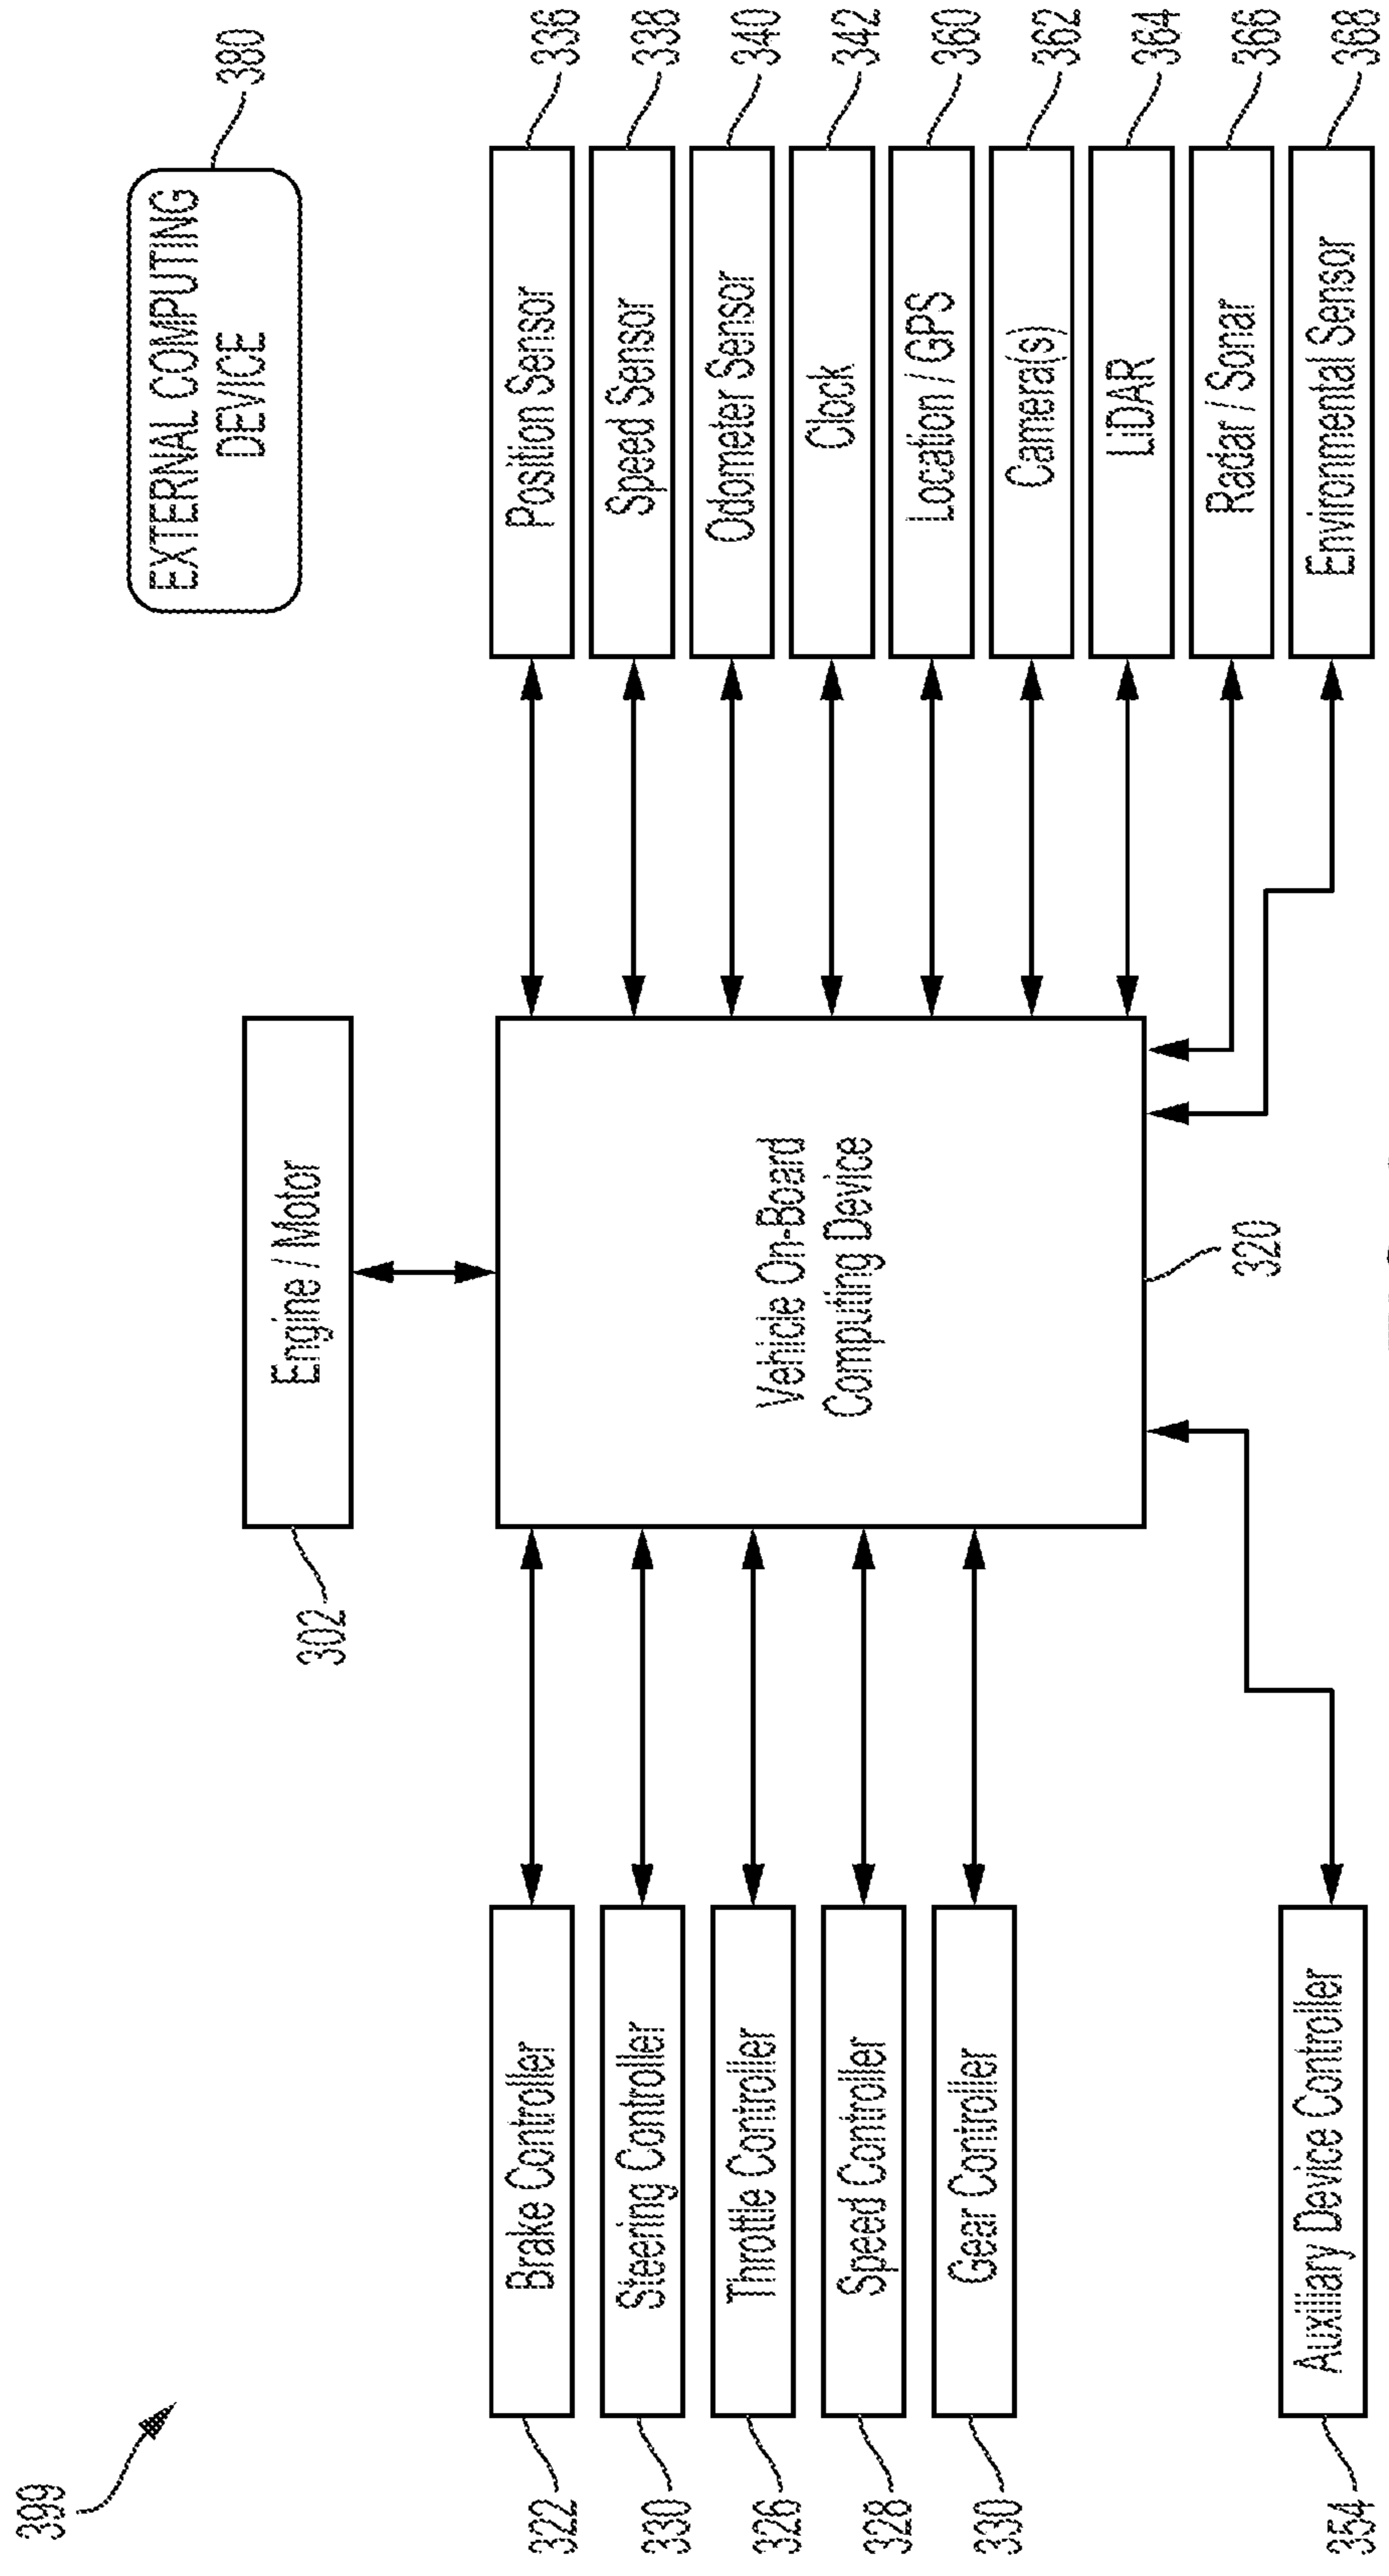 399
EXTERNAL COMPUTING
DEVICE
380
Engine / Motor
302
Vehicle On-Board
Computing Device
320
Brake Controller
322
Steering Controller
330
Throttle Controller
326
Speed Controller
328
Gear Controller
330
Auxiliary Device Controller
354
Position Sensor
336
Speed Sensor
338
Odometer Sensor
340
Clock
342
Location / GPS
360
Camera(s)
362
LiDAR
364
Radar / Sonar
366
Environmental Sensor
368